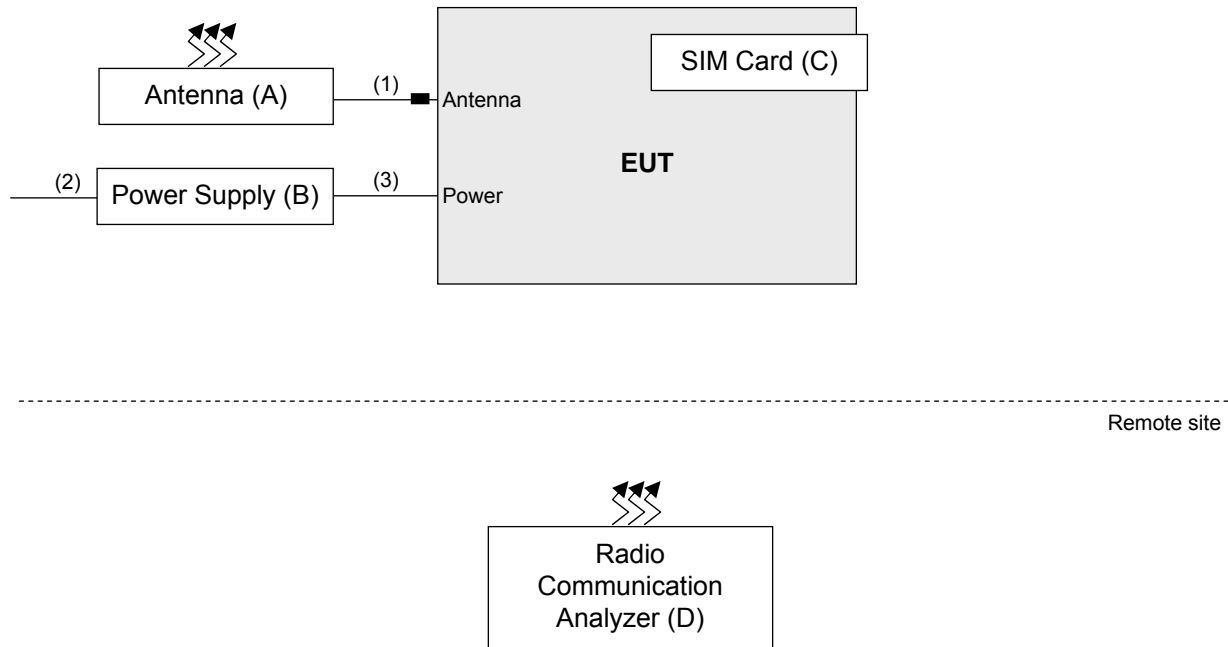 SIM Card (C)
Antenna (A)
(1)
Antenna
EUT
(2)
Power Supply (B)
(3)
Power
Remote site
Radio
Communication
Analyzer (D)